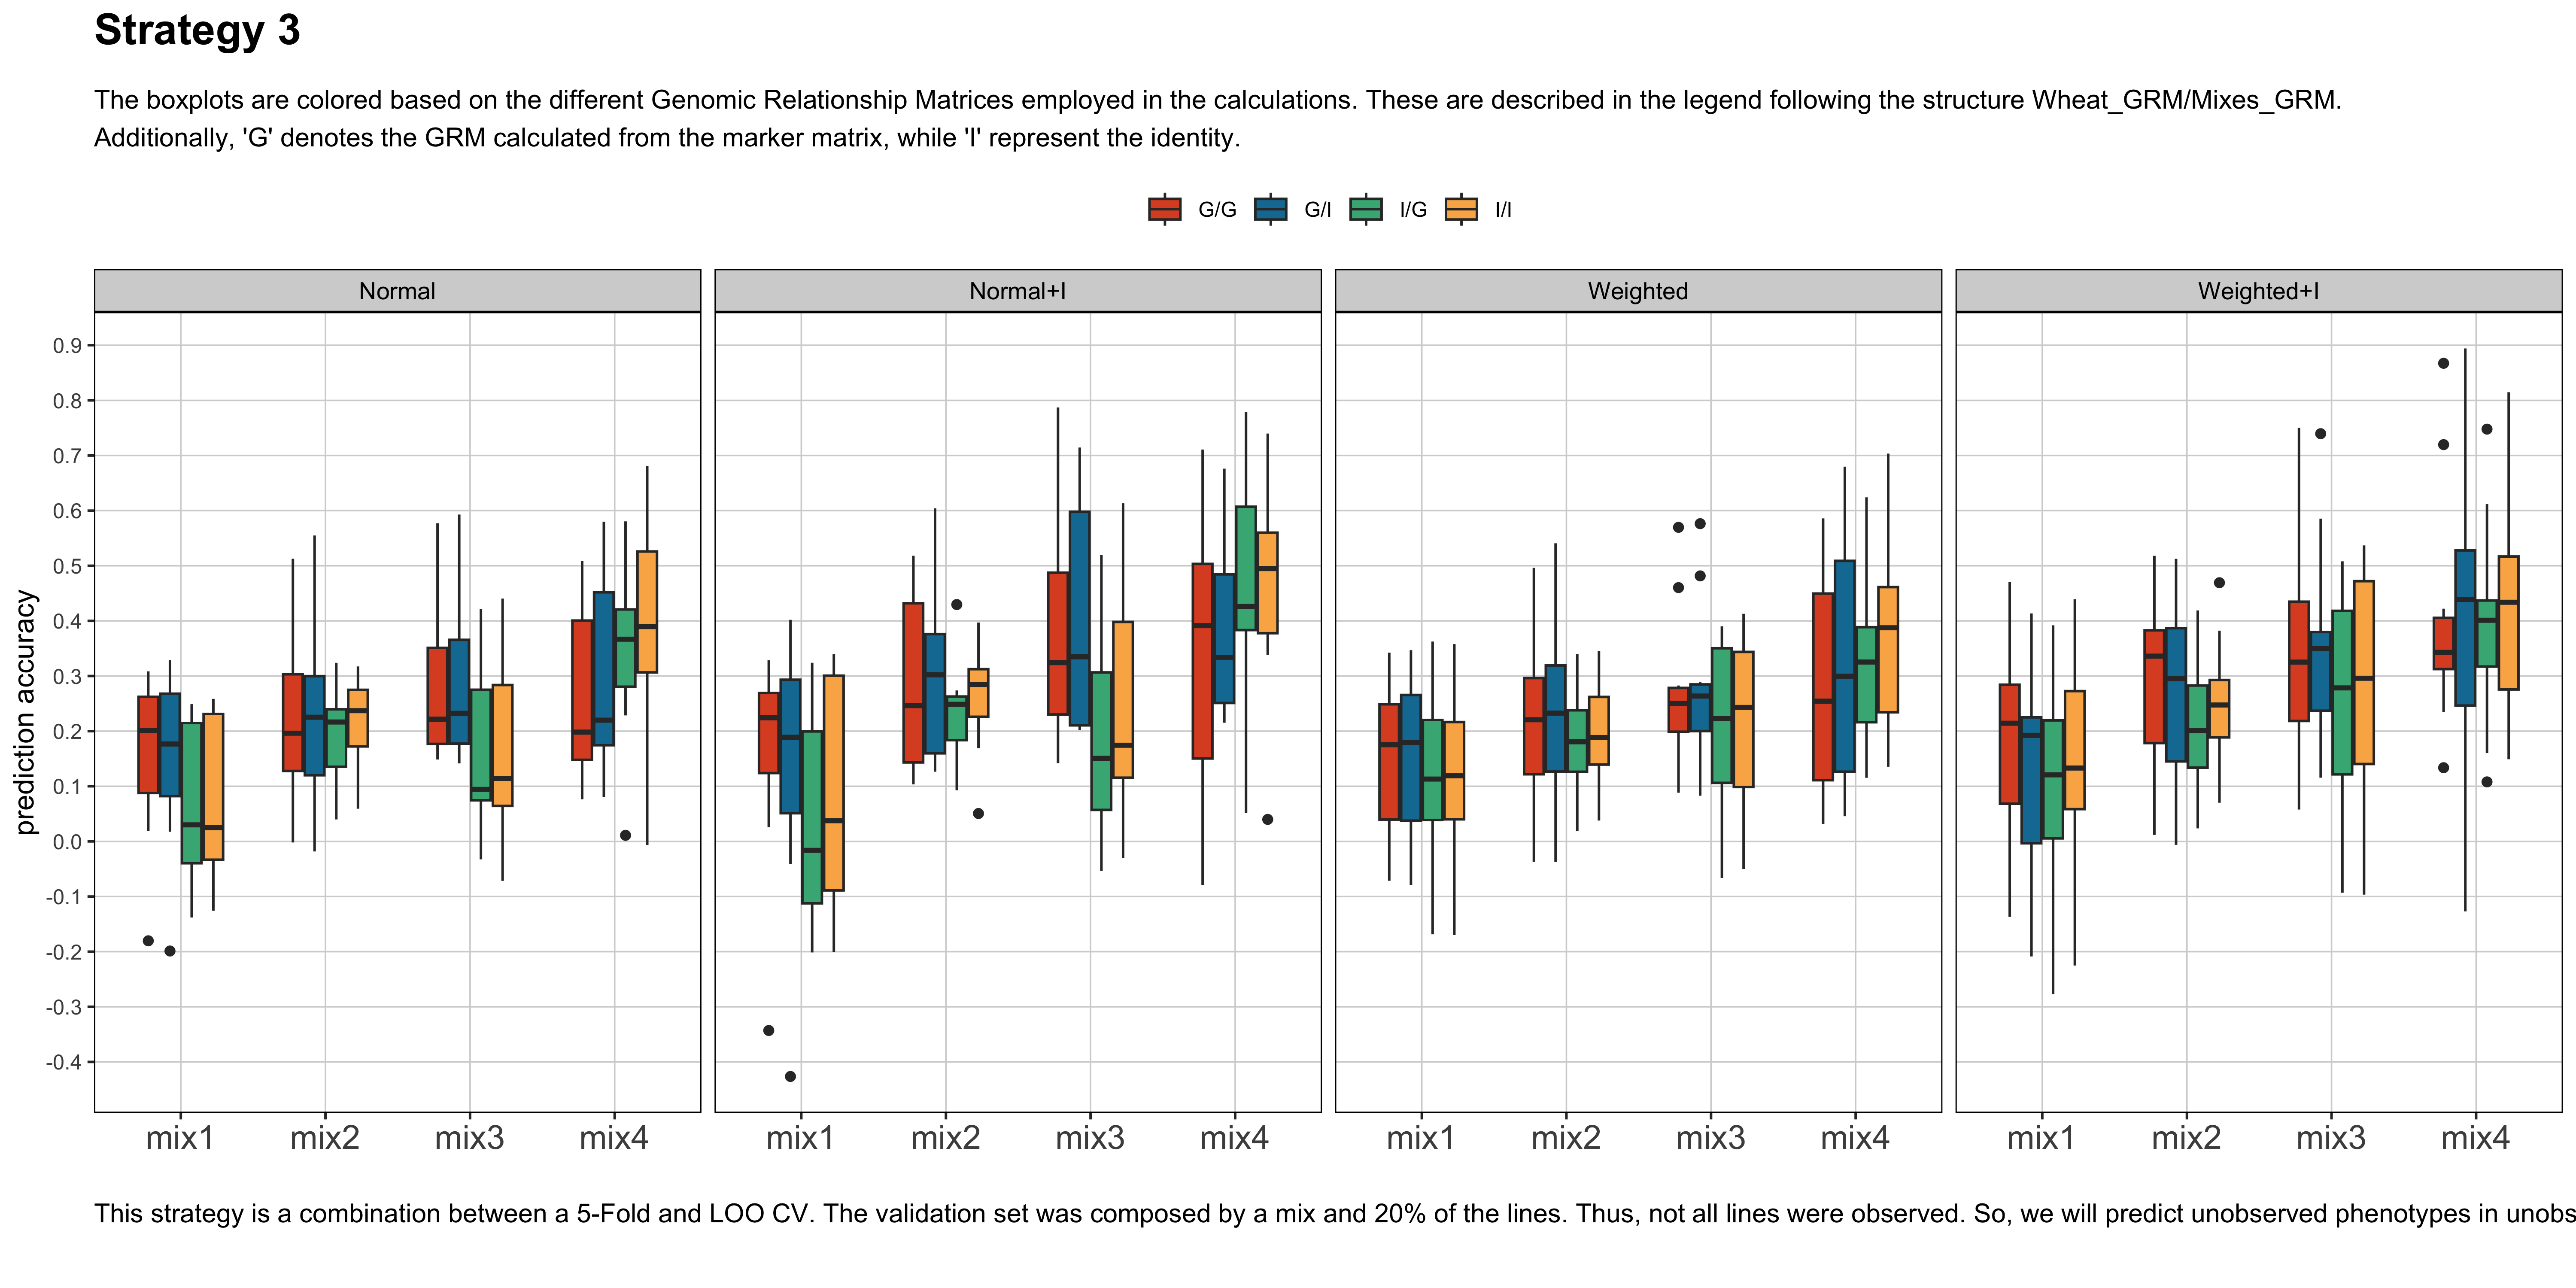 Strategy 3
The boxplots are colored based on the different Genomic Relationship Matrices employed in the calculations. These are described in the legend following the structure Wheat_GRM/Mixes_GRM.
Additionally, 'G' denotes the GRM calculated from the marker matrix, while 'I' represent the identity.
G/G G/I I/G I/I
Normal Normal+I Weighted Weighted+I
prediction accuracy
0.9
0.8
0.7
0.6
0.5
0.4
0.3
0.2
0.1
0.0
-0.1
-0.2
-0.3
-0.4
mix1 mix2 mix3 mix4 mix1 mix2 mix3 mix4 mix1 mix2 mix3 mix4 mix1 mix2 mix3 mix4
This strategy is a combination between a 5-Fold and LOO CV. The validation set was composed by a mix and 20% of the lines. Thus, not all lines were observed. So, we will predict unobserved phenotypes in unobs